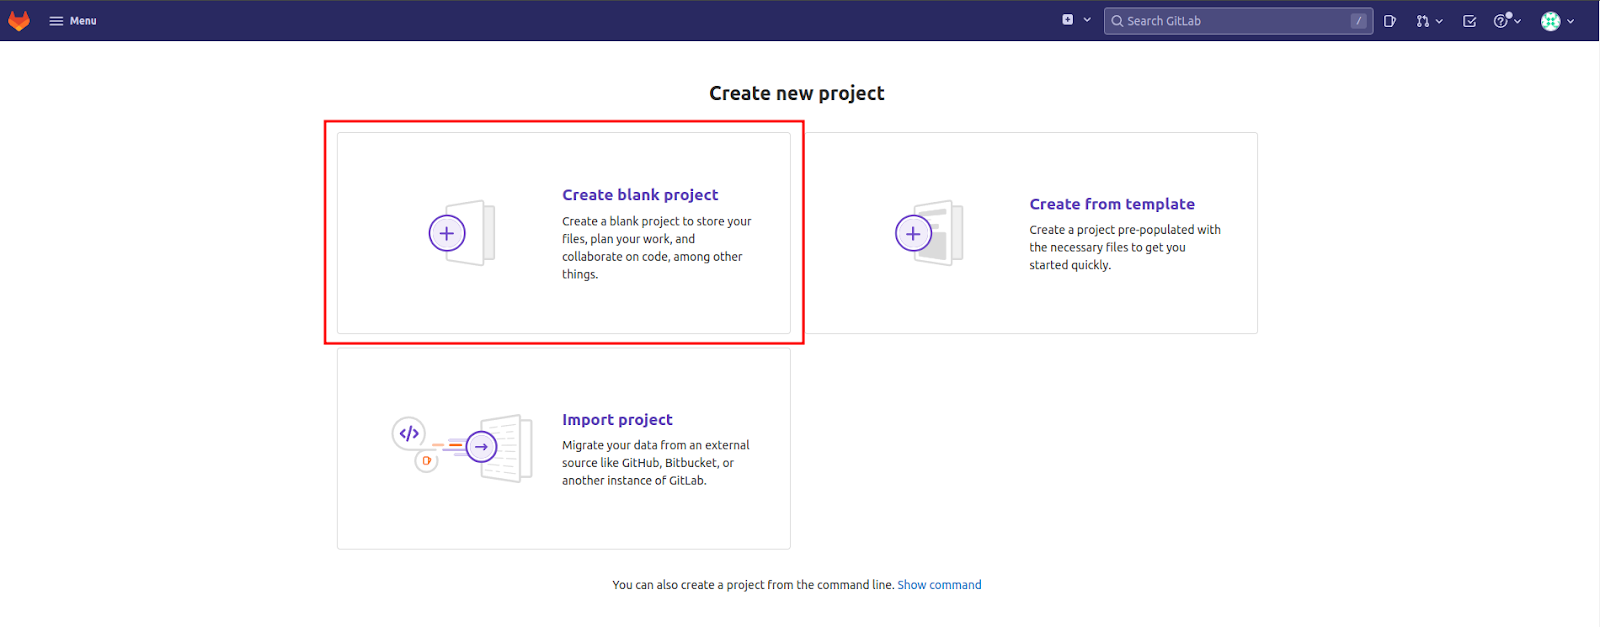 Menu
Search GitLab /
Create new project
Create blank project
Create a blank project to store your
files, plan your work, and
collaborate on code, among other
things.
Create from template
Create a project pre-populated with
the necessary files to get you
started quickly.
Import project
Migrate your data from an external
source like GitHub, Bitbucket, or
another instance of GitLab.
You can also create a project from the command line. Show command